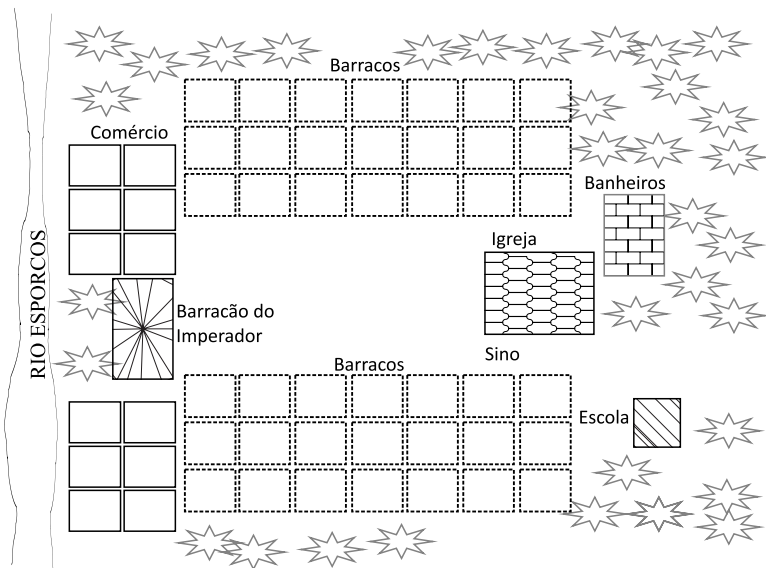 Barracos
Comércio
Banheiros
Igreja
RIO ESPORCOS
Barracão do
Imperador
Sino
Barracos
Escola